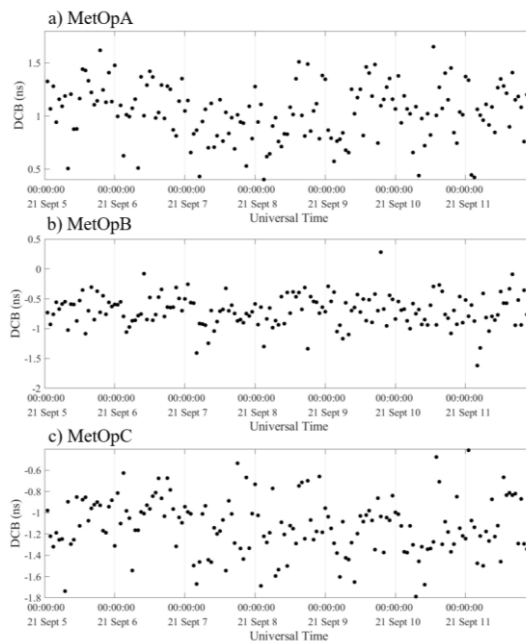 a) MetOpA
DCB (ns)
1.5
1
0.5
00:00:00 00:00:00 00:00:00 00:00:00 00:00:00 00:00:00 00:00:00
21 Sept 5 21 Sept 6 21 Sept 7 21 Sept 8 21 Sept 9 21 Sept 10 21 Sept 11
Universal Time
b) MetOpB
DCB (ns)
0.5
0
-0.5
-1
-1.5
-2
00:00:00 00:00:00 00:00:00 00:00:00 00:00:00 00:00:00 00:00:00
21 Sept 5 21 Sept 6 21 Sept 7 21 Sept 8 21 Sept 9 21 Sept 10 21 Sept 11
Universal Time
c) MetOpC
DCB (ns)
-0.6
-0.8
-1
-1.2
-1.4
-1.6
-1.8
00:00:00 00:00:00 00:00:00 00:00:00 00:00:00 00:00:00 00:00:00
21 Sept 5 21 Sept 6 21 Sept 7 21 Sept 8 21 Sept 9 21 Sept 10 21 Sept 11
Universal Time